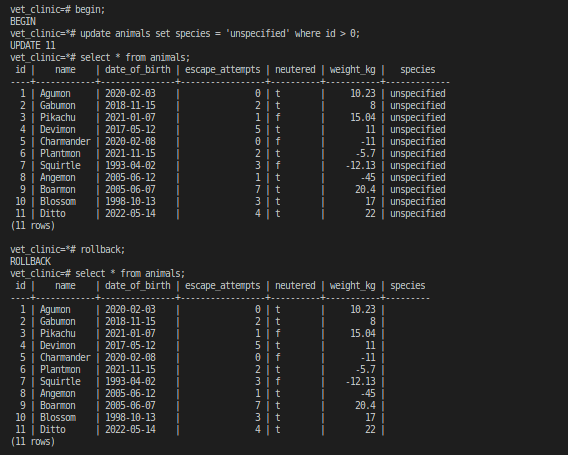 vet_clinic=# begin;
BEGIN
vet_clinic=*# update animals set species = 'unspecified' where id > 0;
UPDATE 11
vet_clinic=*# select * from animals;
 id |    name    | date_of_birth | escape_attempts | neutered | weight_kg |   species
----+------------+---------------+-----------------+----------+-----------+-------------
  1 | Agumon     | 2020-02-03    |               0 | t        |     10.23 | unspecified
  2 | Gabumon    | 2018-11-15    |               2 | t        |         8 | unspecified
  3 | Pikachu    | 2021-01-07    |               1 | f        |     15.04 | unspecified
  4 | Devimon    | 2017-05-12    |               5 | t        |        11 | unspecified
  5 | Charmander | 2020-02-08    |               0 | f        |       -11 | unspecified
  6 | Plantmon   | 2021-11-15    |               2 | t        |      -5.7 | unspecified
  7 | Squirtle   | 1993-04-02    |               3 | f        |    -12.13 | unspecified
  8 | Angemon    | 2005-06-12    |               1 | t        |       -45 | unspecified
  9 | Boarmon    | 2005-06-07    |               7 | t        |      20.4 | unspecified
 10 | Blossom    | 1998-10-13    |               3 | t        |        17 | unspecified
 11 | Ditto      | 2022-05-14    |               4 | t        |        22 | unspecified
(11 rows)
vet_clinic=*# rollback;
ROLLBACK
vet_clinic=# select * from animals;
 id |    name    | date_of_birth | escape_attempts | neutered | weight_kg | species
----+------------+---------------+-----------------+----------+-----------+---------
  1 | Agumon     | 2020-02-03    |               0 | t        |     10.23 |
  2 | Gabumon    | 2018-11-15    |               2 | t        |         8 |
  3 | Pikachu    | 2021-01-07    |               1 | f        |     15.04 |
  4 | Devimon    | 2017-05-12    |               5 | t        |        11 |
  5 | Charmander | 2020-02-08    |               0 | f        |       -11 |
  6 | Plantmon   | 2021-11-15    |               2 | t        |      -5.7 |
  7 | Squirtle   | 1993-04-02    |               3 | f        |    -12.13 |
  8 | Angemon    | 2005-06-12    |               1 | t        |       -45 |
  9 | Boarmon    | 2005-06-07    |               7 | t        |      20.4 |
 10 | Blossom    | 1998-10-13    |               3 | t        |        17 |
 11 | Ditto      | 2022-05-14    |               4 | t        |        22 |
(11 rows)